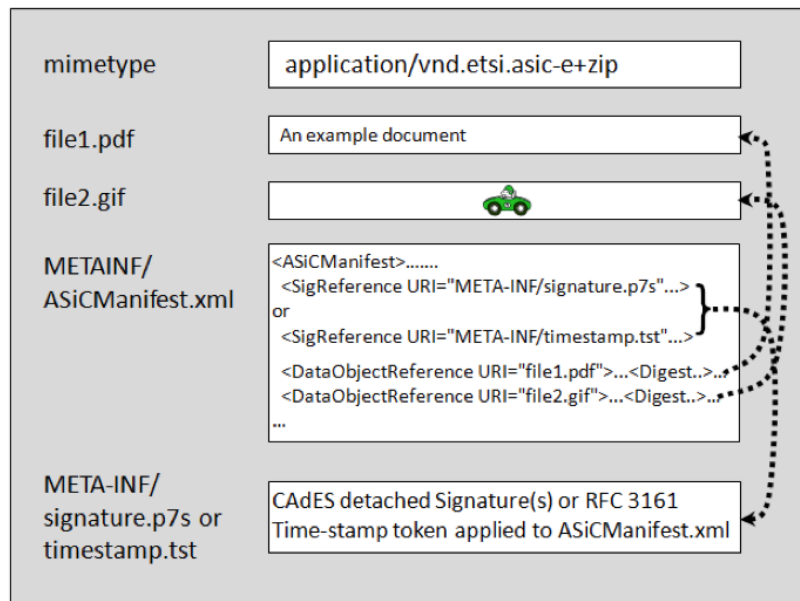 mimetype
application/vnd.etsi.asic-e+zip
file1.pdf
An example document
file2.gif
METAINF/
ASiCManifest.xml
<ASiCManifest>.......
<SigReference URI="META-INF/signature.p7s"...>
or
<SigReference URI="META-INF/timestamp.tst"...>
<DataObjectReference URI="file1.pdf">...<Digest..>...
<DataObjectReference URI="file2.gif">...<Digest..>...
...
META-INF/
signature.p7s or
timestamp.tst
CAdES detached Signature(s) or RFC 3161
Time-stamp token applied to ASiCManifest.xml